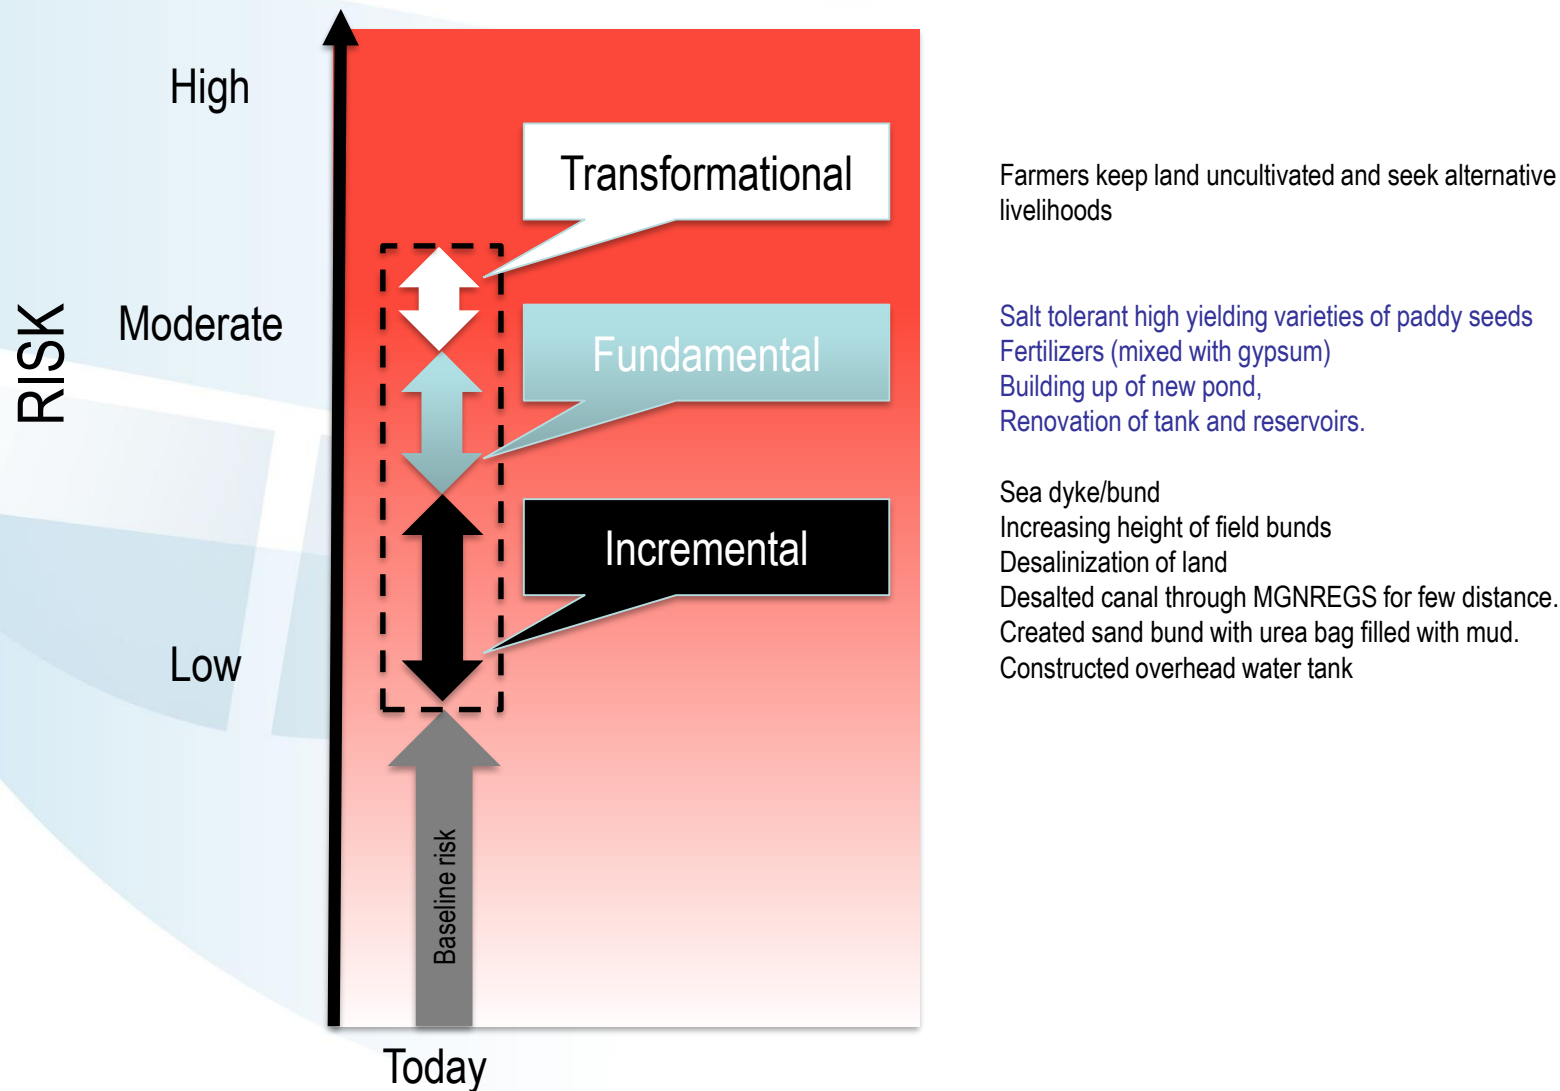 High
Transformational
Farmers keep land uncultivated and seek alternative
livelihoods
RISK
Moderate
Fundamental
Salt tolerant high yielding varieties of paddy seeds
Fertilizers (mixed with gypsum)
Building up of new pond,
Renovation of tank and reservoirs.
Incremental
Sea dyke/bund
Increasing height of field bunds
Desalinization of land
Desalted canal through MGNREGS for few distance.
Created sand bund with urea bag filled with mud.
Constructed overhead water tank
Low
Baseline risk
Today